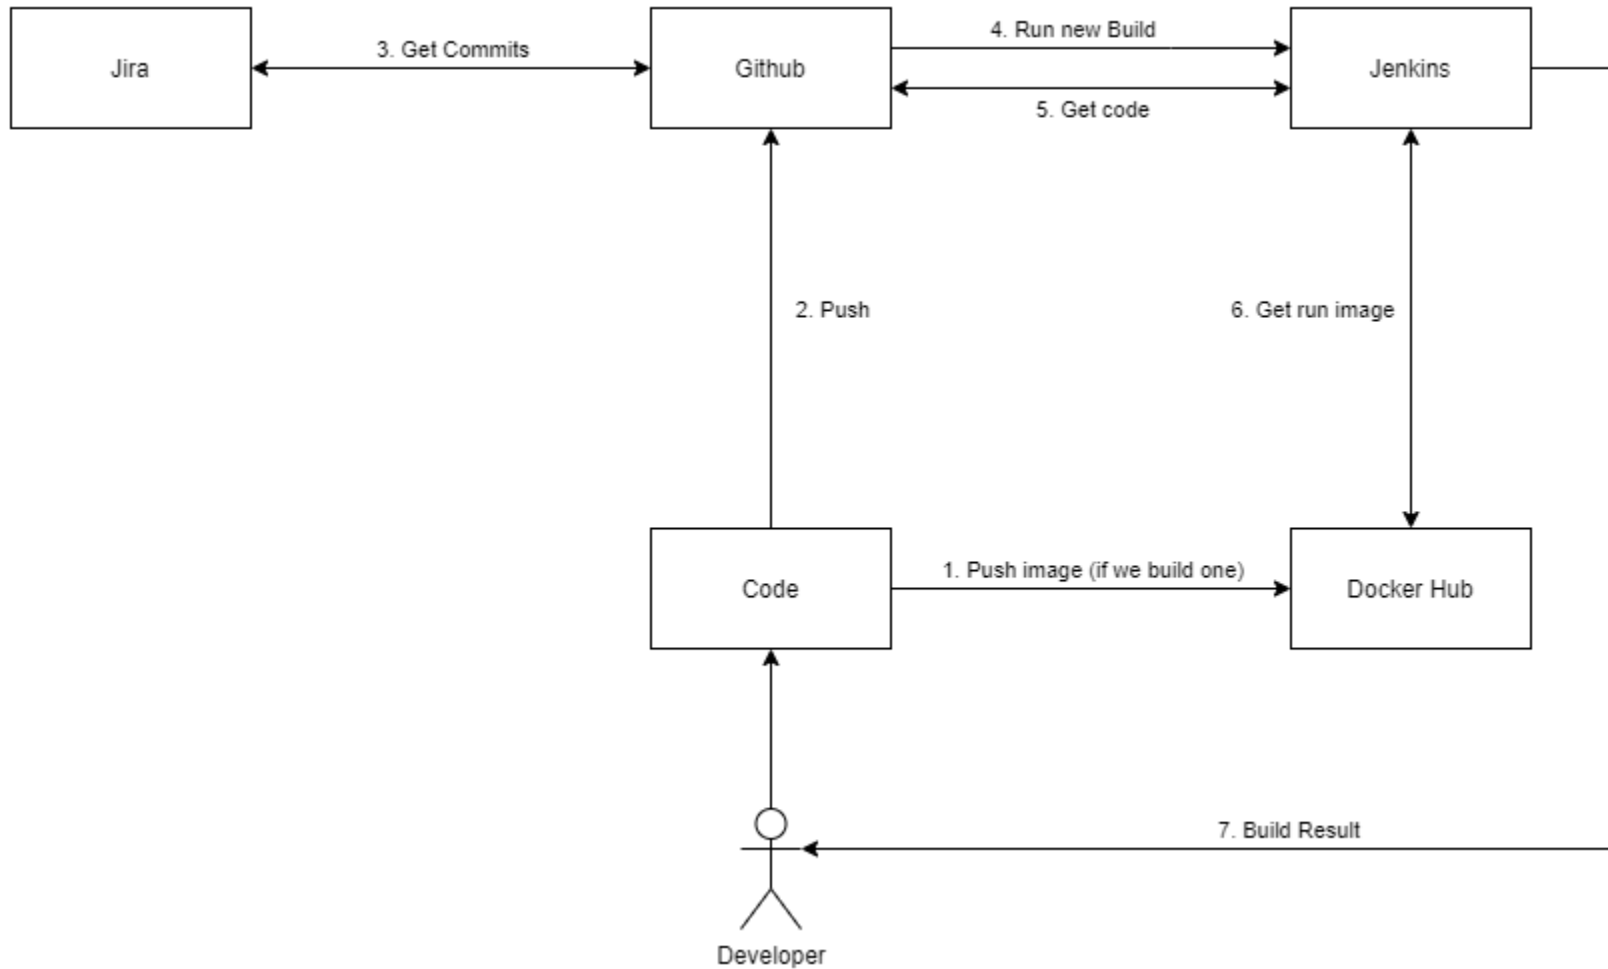 Jira
3. Get Commits
Github
4. Run new Build
5. Get code
Jenkins
2. Push
6. Get run image
Code
1. Push image (if we build one)
Docker Hub
7. Build Result
Developer